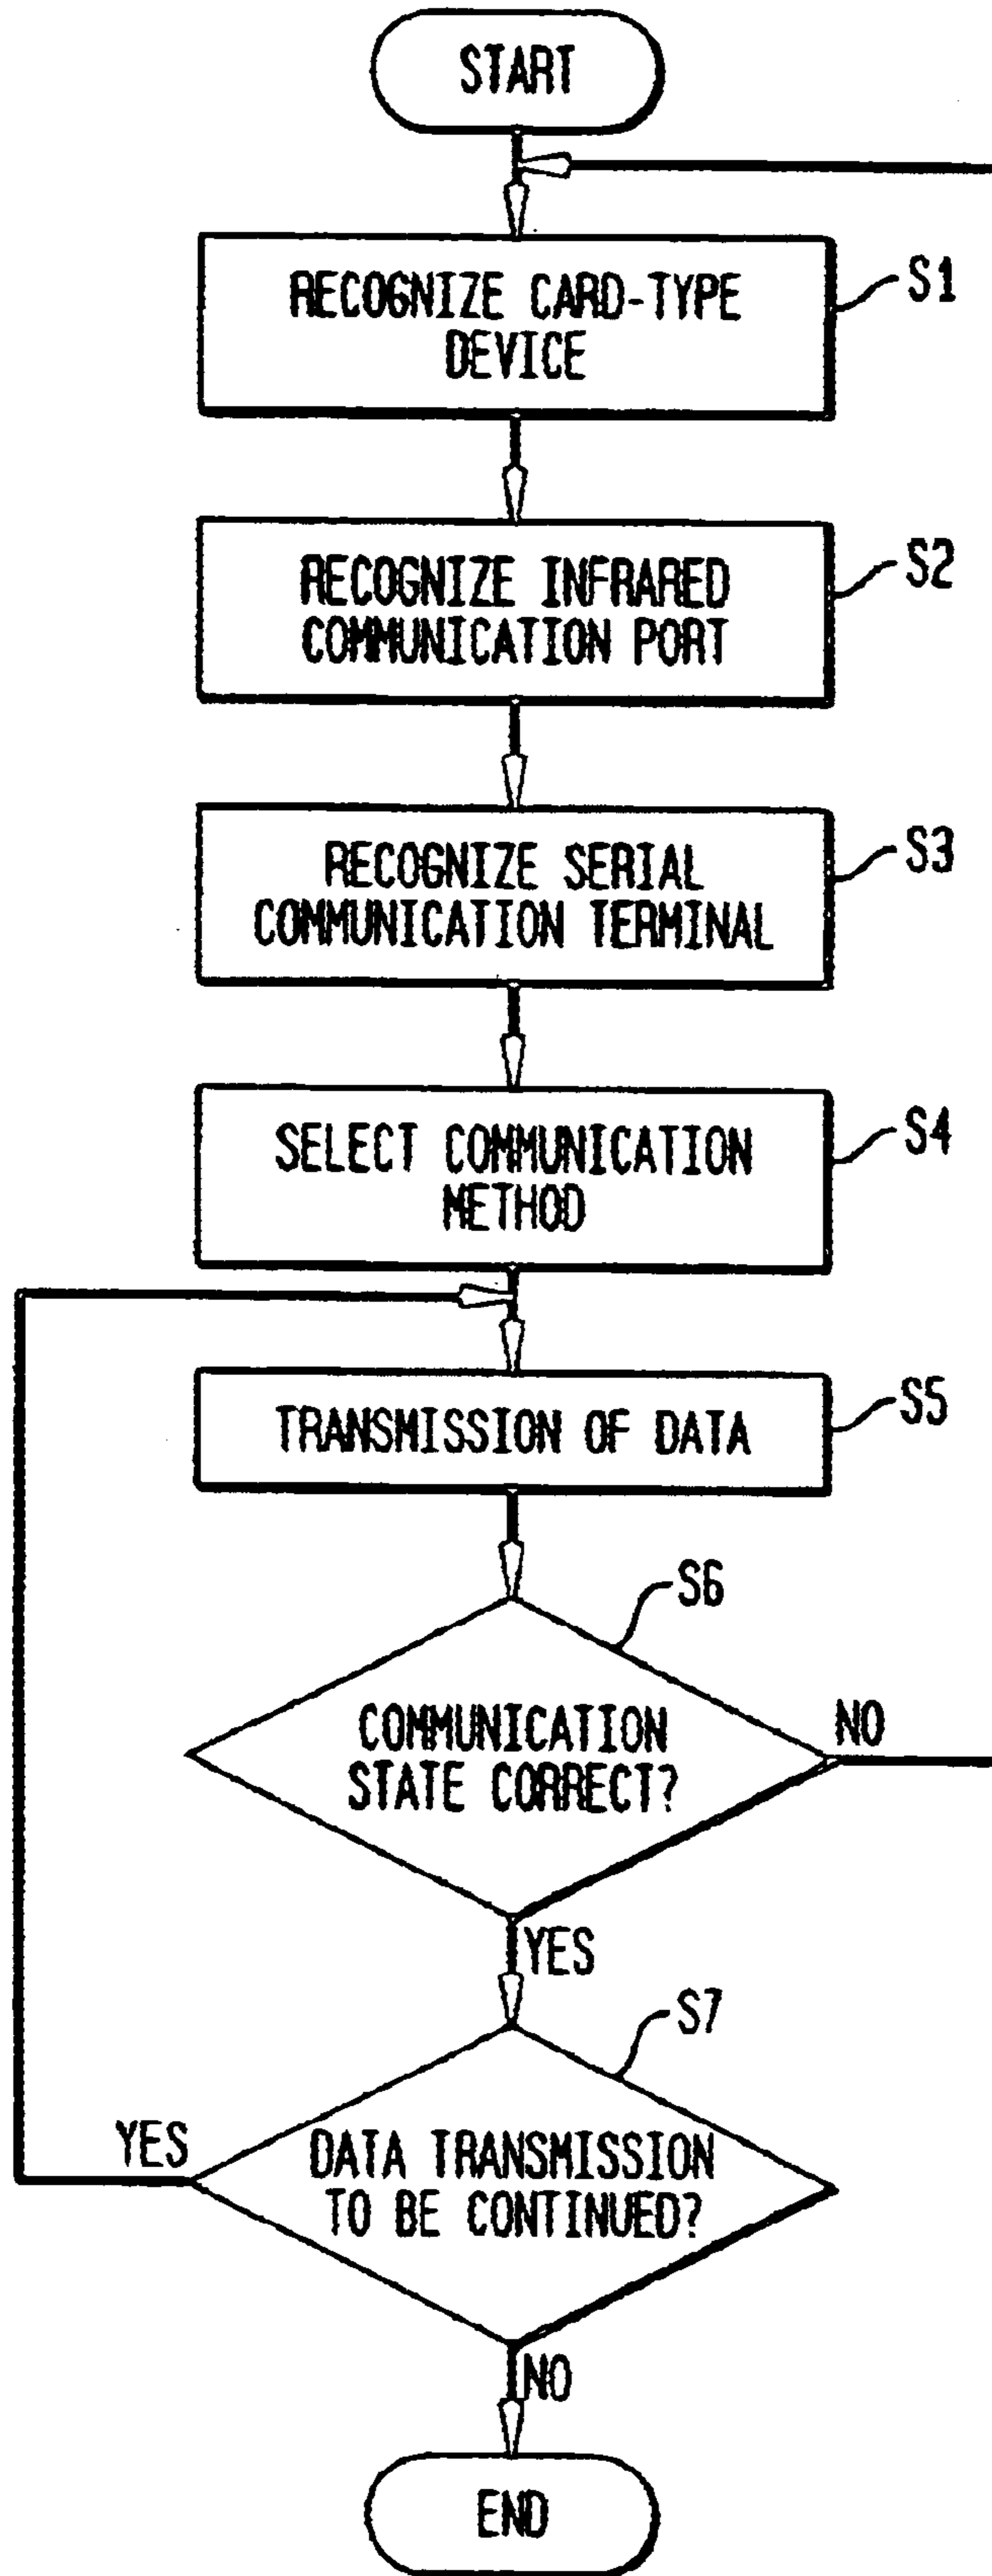 START
RECOGNIZE CARD-TYPE
DEVICE
S1
RECOGNIZE INFRARED
COMMUNICATION PORT
S2
RECOGNIZE SERIAL
COMMUNICATION TERMINAL
S3
SELECT COMMUNICATION
METHOD
S4
TRANSMISSION OF DATA
S5
S6
COMMUNICATION
STATE CORRECT?
NO
YES
S7
YES
DATA TRANSMISSION
TO BE CONTINUED?
NO
END